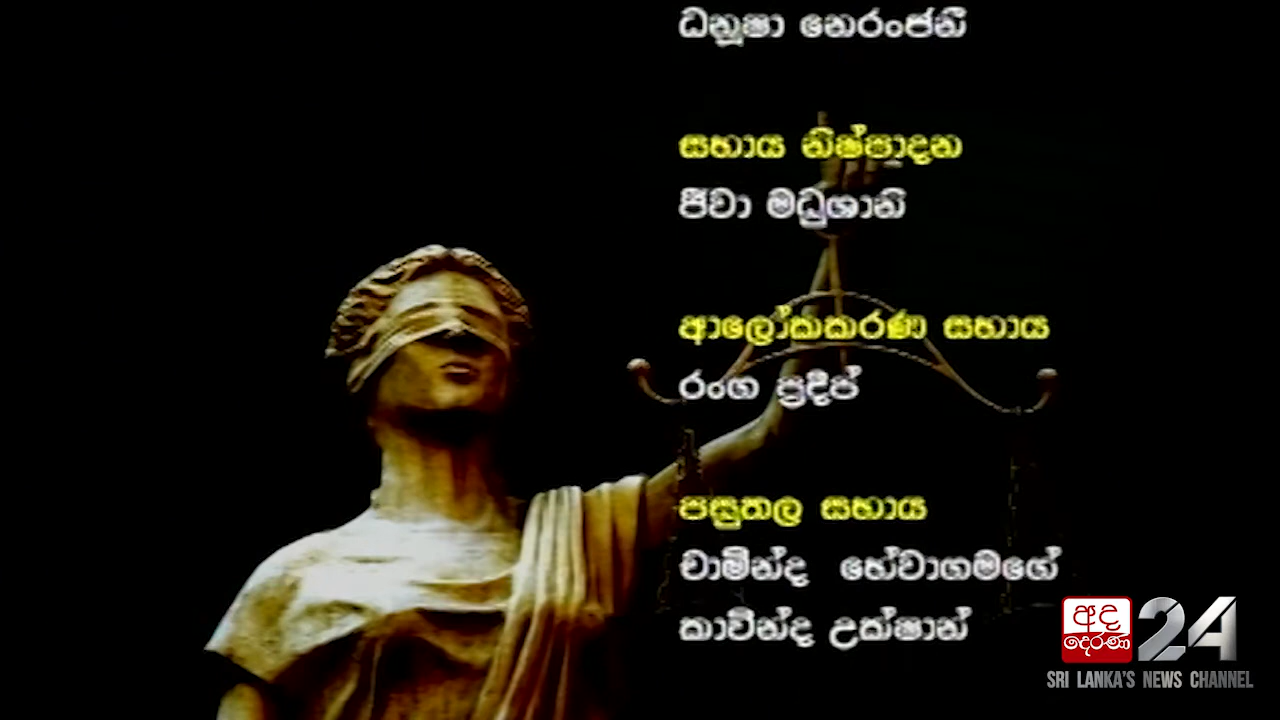 ධනූෂා නෙරංජනී
සහාය නිෂ්පාදන
ජීවා මධුශානි
ආලෝකකරණ සහාය
රංග ප්‍රදීප්
පසුතල සහාය
චාමින්ද හේවාගමගේ
කාවින්ද උක්ෂාන්
අද
දෙරණ
24
SRI LANKA'S NEWS CHANNEL